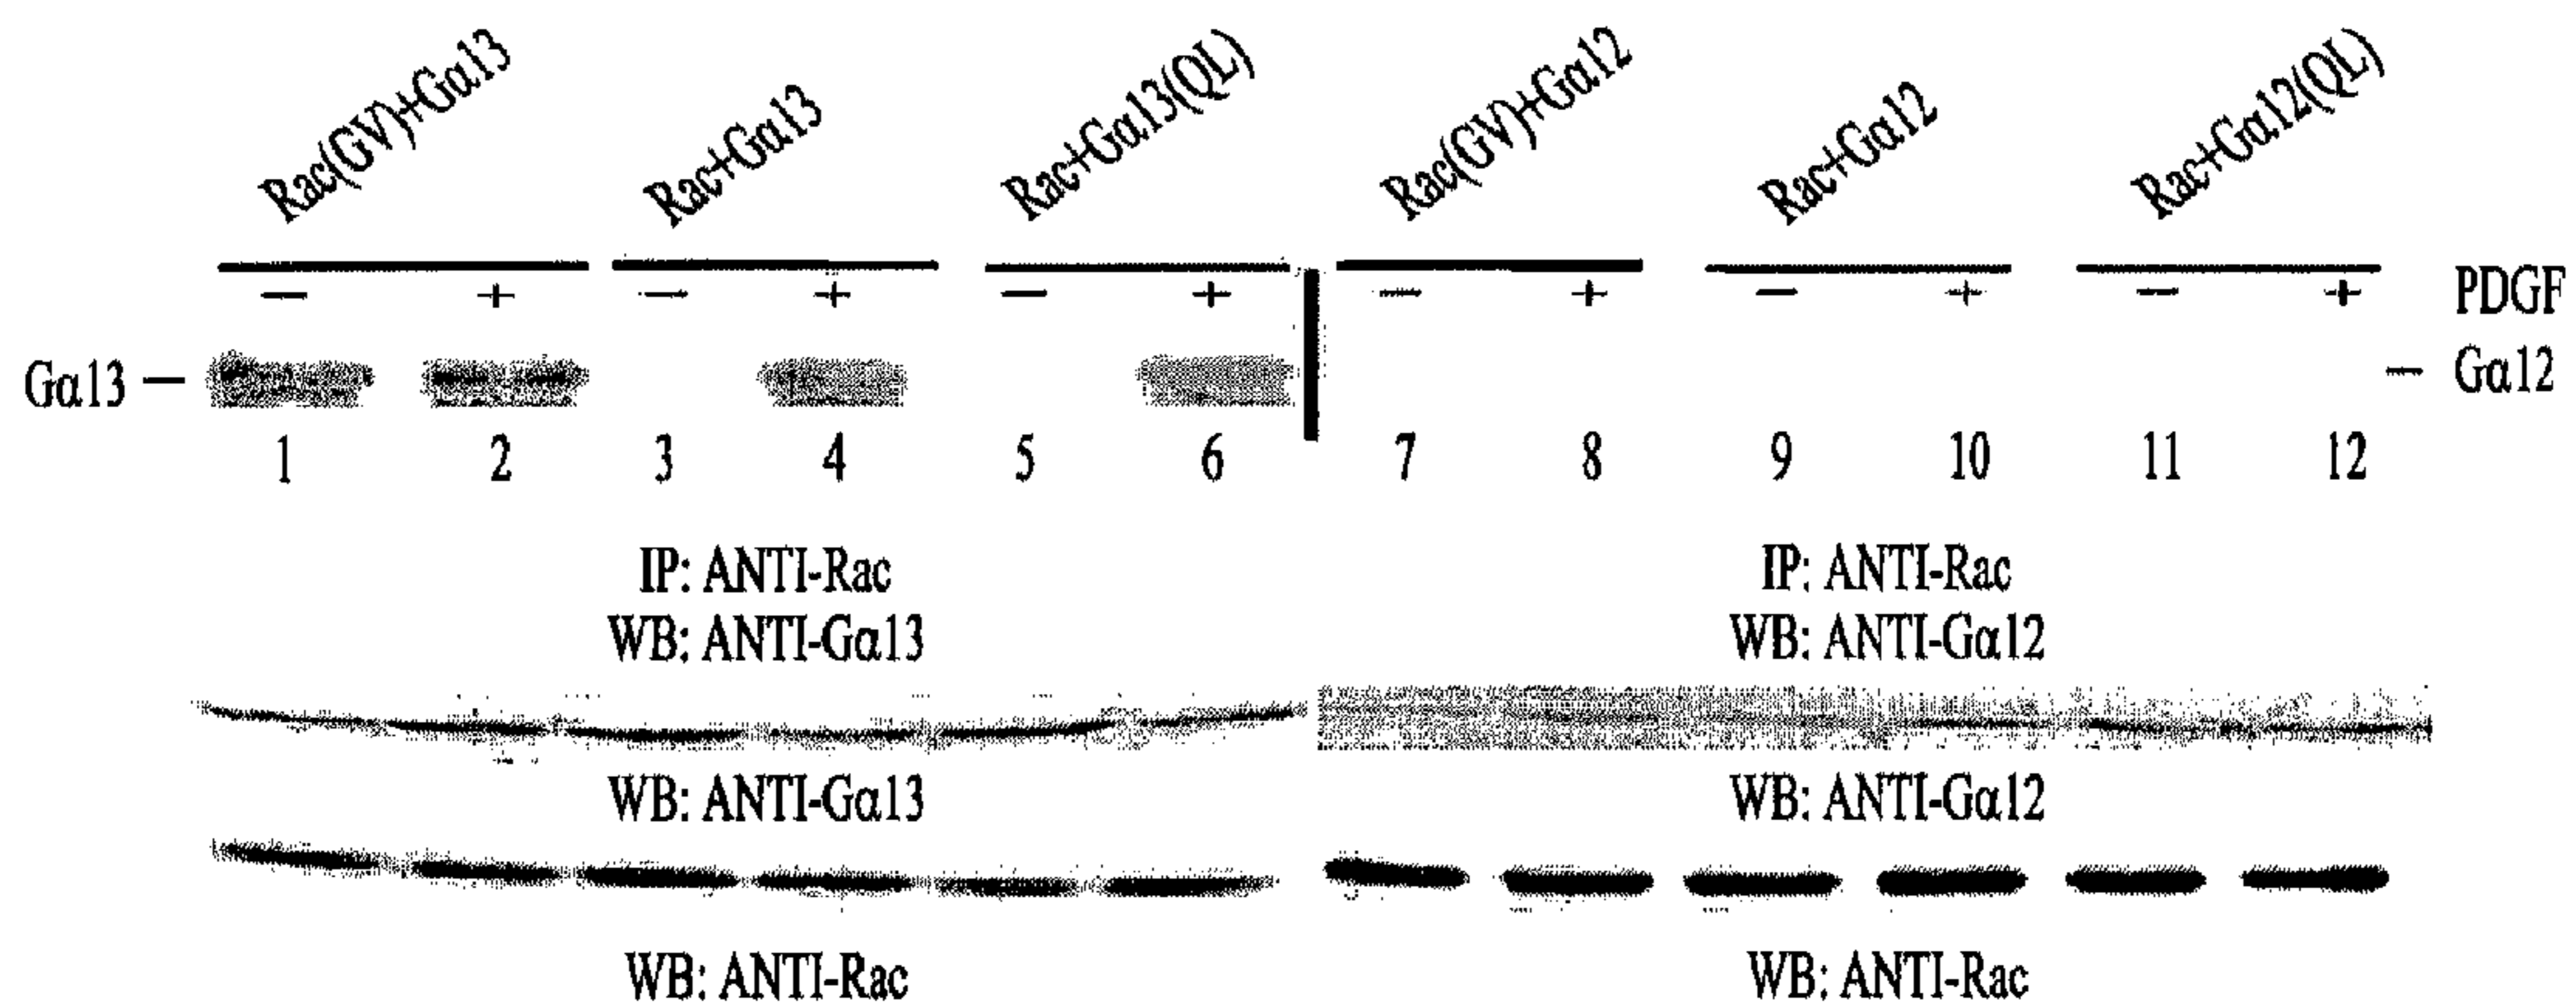 Rac(GV)+Gα13 Rac+Gα13 Rac+Gα13(QL) Rac(GV)+Gα12 Rac+Gα12 Rac+Gα12(QL)
− + − + − + − + − + − + PDGF
Gα13 − − Gα12
1 2 3 4 5 6 7 8 9 10 11 12
IP: ANTI-Rac IP: ANTI-Rac
WB: ANTI-Gα13 WB: ANTI-Gα12
WB: ANTI-Gα13 WB: ANTI-Gα12
WB: ANTI-Rac WB: ANTI-Rac